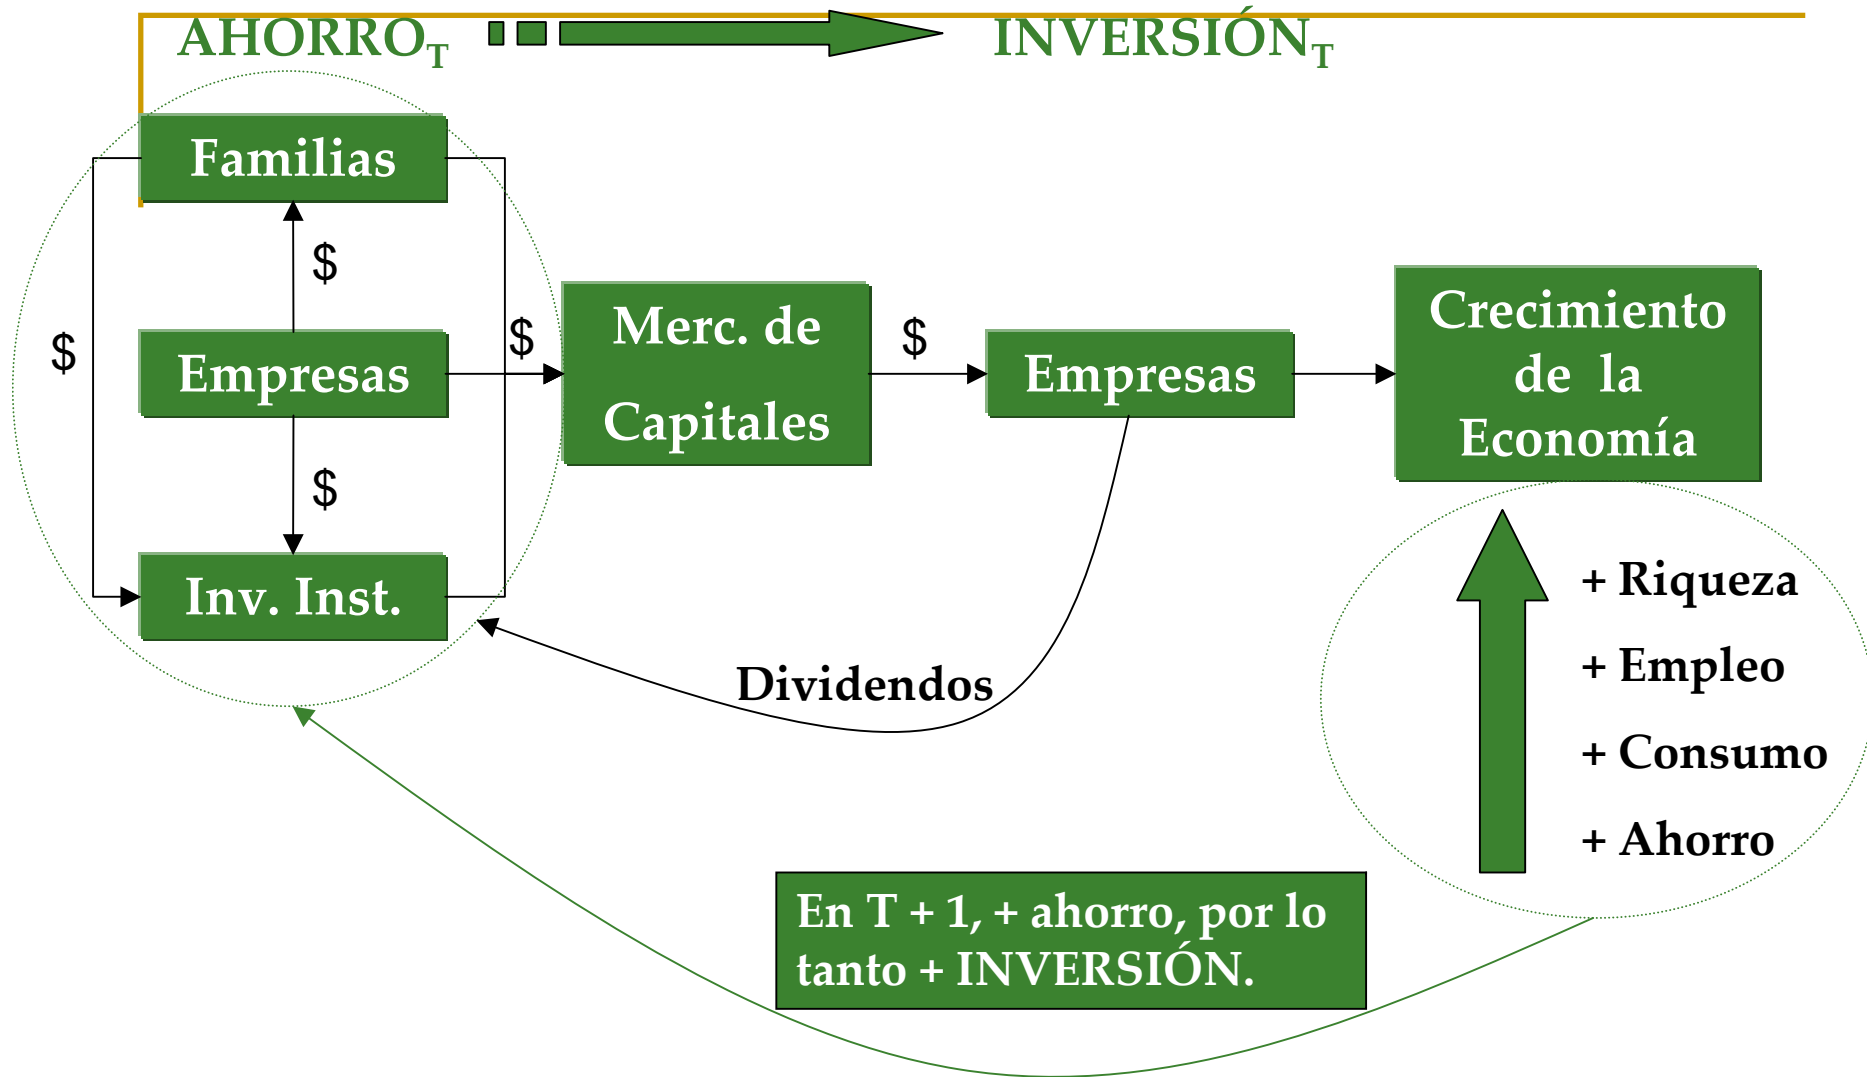 AHORROT
INVERSIÓNT
Familias
$
$
Empresas
$
$
Inv. Inst.
Merc. de
Capitales
$
Empresas
Crecimiento
de la
Economía
Dividendos
+ Riqueza
+ Empleo
+ Consumo
+ Ahorro
En T + 1, + ahorro, por lo
tanto + INVERSIÓN.